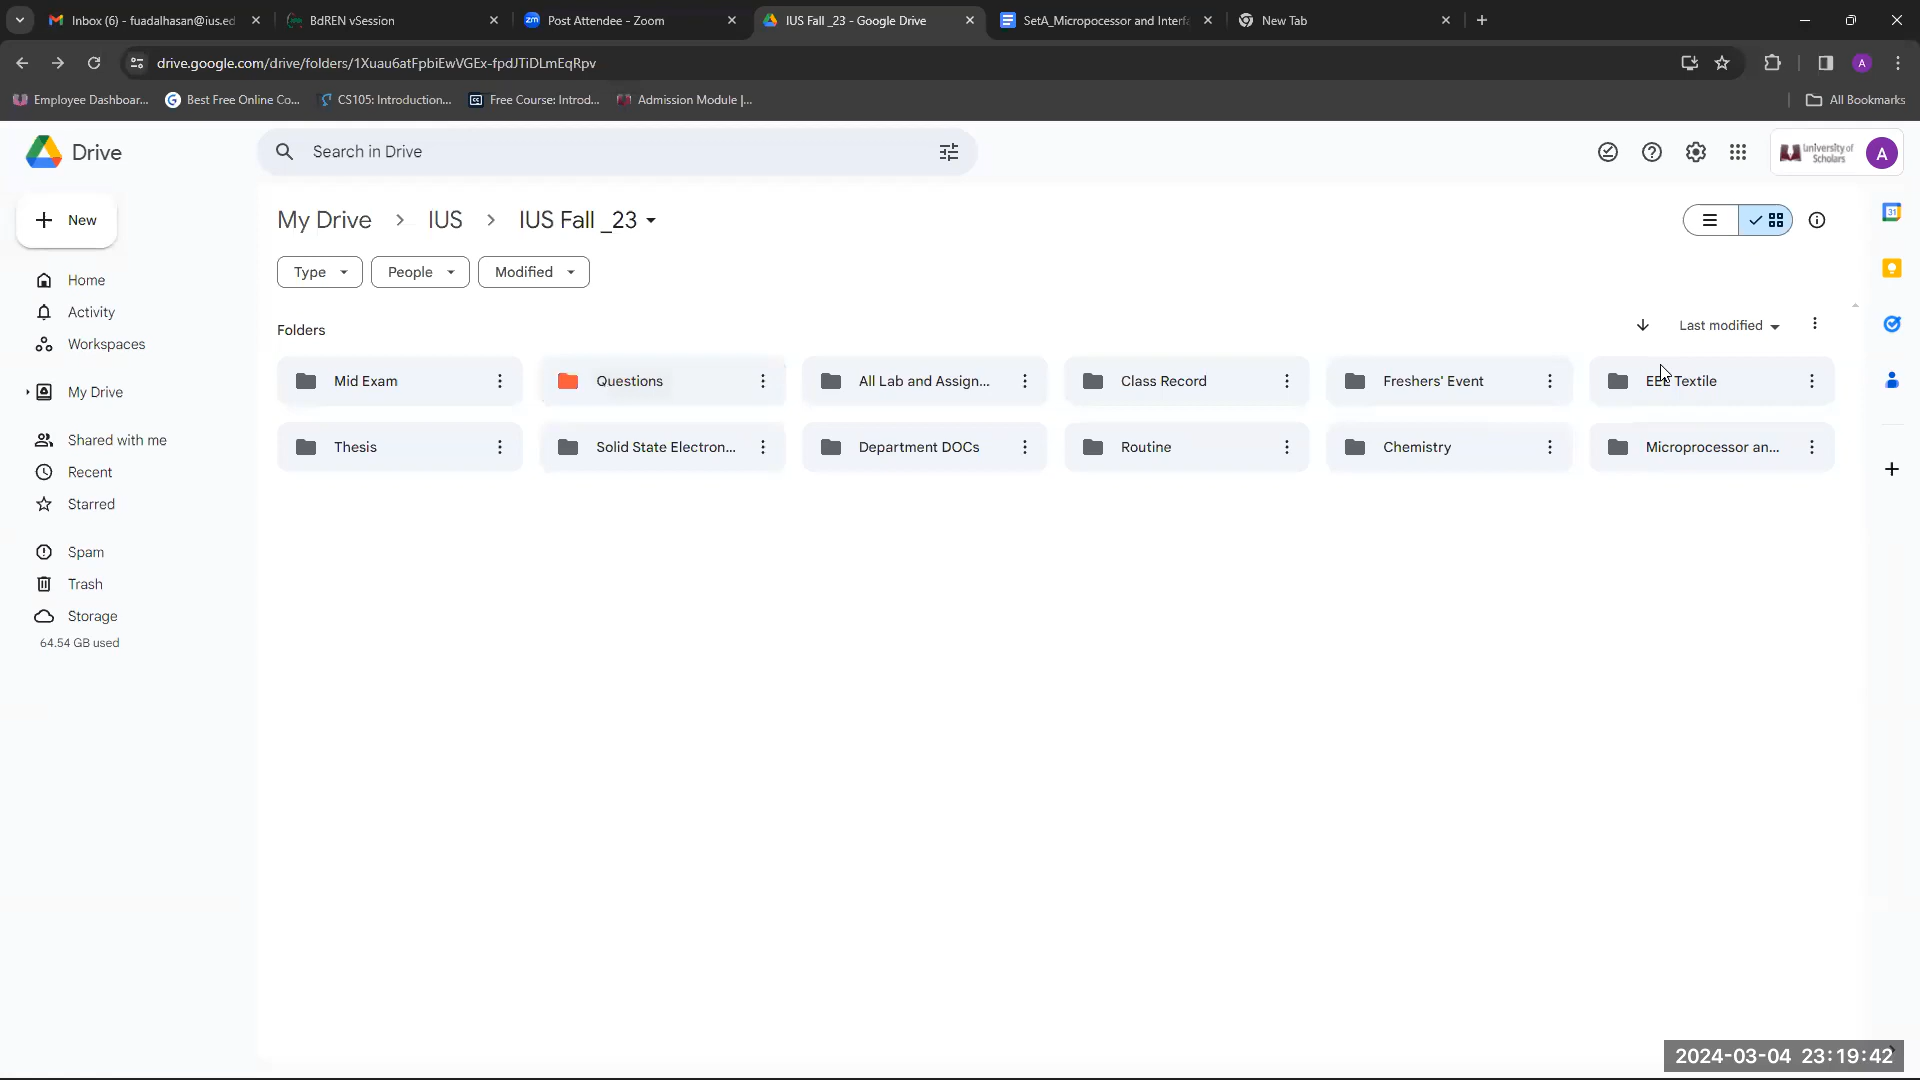 Inbox (6) - fuadalhasan@ius.ed
BdREN vSession
Post Attendee - Zoom
IUS Fall _23 - Google Drive
SetA_Micropocessor and Interf
New Tab
drive.google.com/drive/folders/1Xuau6atFpbiEwVGEx-fpdJTiDLmEqRpv
A
Employee Dashboar...
Best Free Online Co...
CS105: Introduction...
Free Course: Introd...
Admission Module |...
All Bookmarks
Drive
Search in Drive
University of Scholars
A
New
My Drive > IUS > IUS Fall _23
Type
People
Modified
Home
Activity
Workspaces
My Drive
Shared with me
Recent
Starred
Spam
Trash
Storage
64.54 GB used
Folders
Last modified
Mid Exam
Questions
All Lab and Assign...
Class Record
Freshers' Event
EEE Textile
Thesis
Solid State Electron...
Department DOCs
Routine
Chemistry
Microprocessor an...
31
2024-03-04 23:19:42